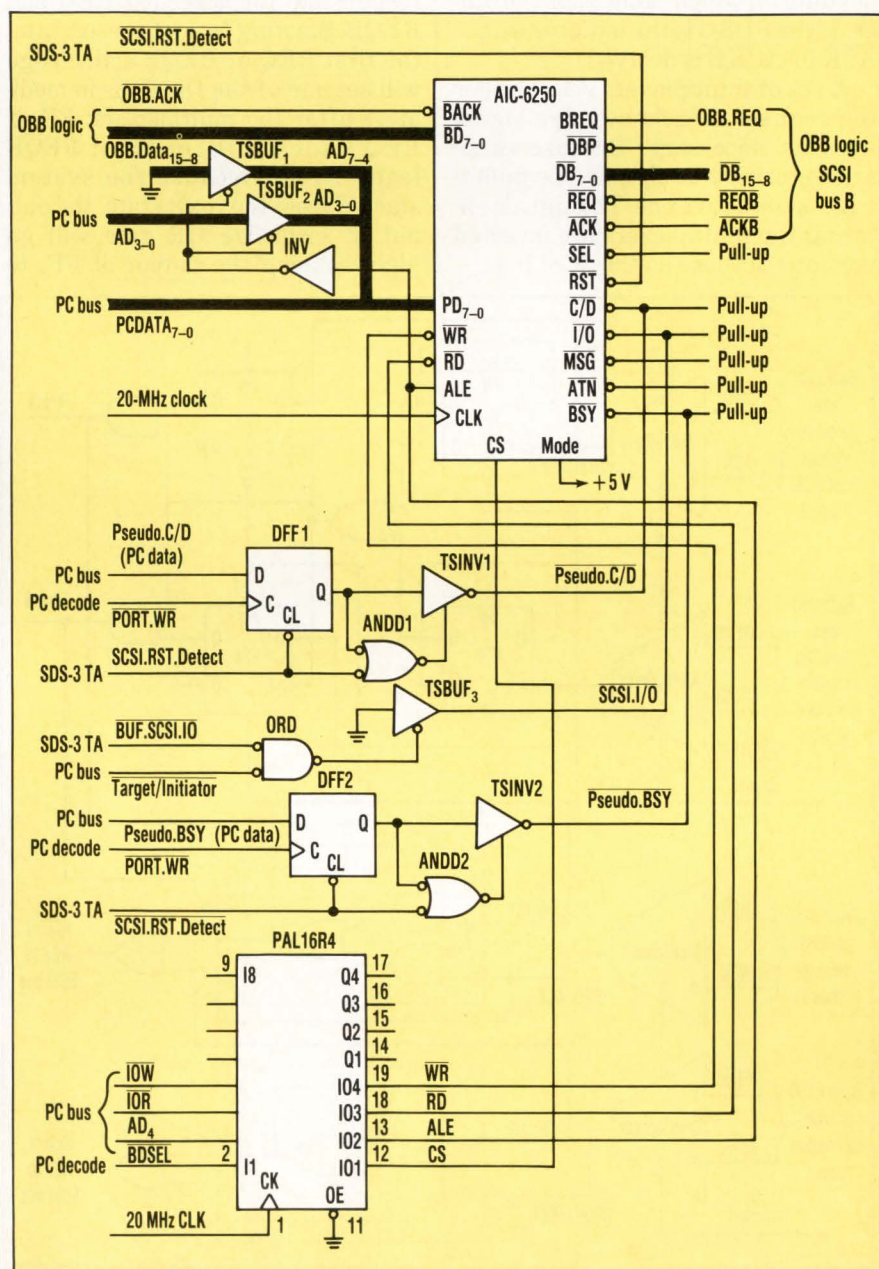 SCSI.RST.Detect
SDS-3 TA
AIC-6250
OBB.ACK
BACK
BREQ
OBB.REQ
OBB logic
BD7–0
DBP
OBB logic
OBB.Data15–8
TSBUF1
AD7–4
DB7–0
DB15–8
SCSI
TSBUF2
REQ
REQB
bus B
PC bus
AD3–0
AD3–0
ACK
ACKB
INV
SEL
Pull-up
RST
PC bus
PD7–0
C/D
Pull-up
PCDATA7–0
WR
I/O
Pull-up
RD
MSG
Pull-up
ALE
ATN
Pull-up
20-MHz clock
CLK
BSY
Pull-up
CS
Mode
+5 V
Pseudo.C/D
(PC data)
DFF1
TSINV1
PC bus
D
Q
Pseudo.C/D
PC decode
C
PORT.WR
CL
ANDD1
SDS-3 TA
SCSI.RST.Detect
TSBUF3
SCSI.I/O
BUF.SCSI.IO
ORD
SDS-3 TA
PC bus
Target/Initiator
DFF2
TSINV2
PC bus
D
Q
Pseudo.BSY
PC decode
Pseudo.BSY (PC data)
C
PORT.WR
CL
ANDD2
SDS-3 TA
SCSI.RST.Detect
PAL16R4
9
I8
Q4
17
Q3
16
Q2
15
Q1
14
IOW
IO4
19
WR
PC bus
IOR
IO3
18
RD
AD4
IO2
13
ALE
PC decode
BDSEL
2
I1
IO1
12
CS
CK
OE
20 MHz CLK
1
11